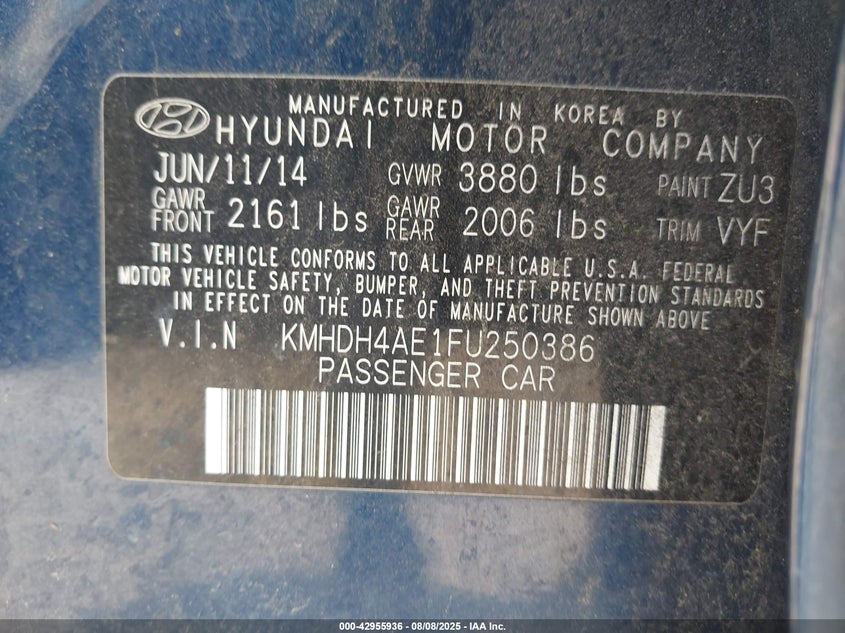 MANUFACTURED IN KOREA BY
HYUNDAI MOTOR COMPANY
JUN/11/14 GVWR 3880 lbs PAINT ZU3
GAWR FRONT 2161 lbs GAWR REAR 2006 lbs TRIM VYF
THIS VEHICLE CONFORMS TO ALL APPLICABLE U.S.A. FEDERAL
MOTOR VEHICLE SAFETY, BUMPER, AND THEFT PREVENTION STANDARDS
IN EFFECT ON THE DATE OF MANUFACTURE SHOWN ABOVE
V.I.N KMHDH4AE1FU250386
PASSENGER CAR
000-42955936 - 08/08/2025 - IAA Inc.